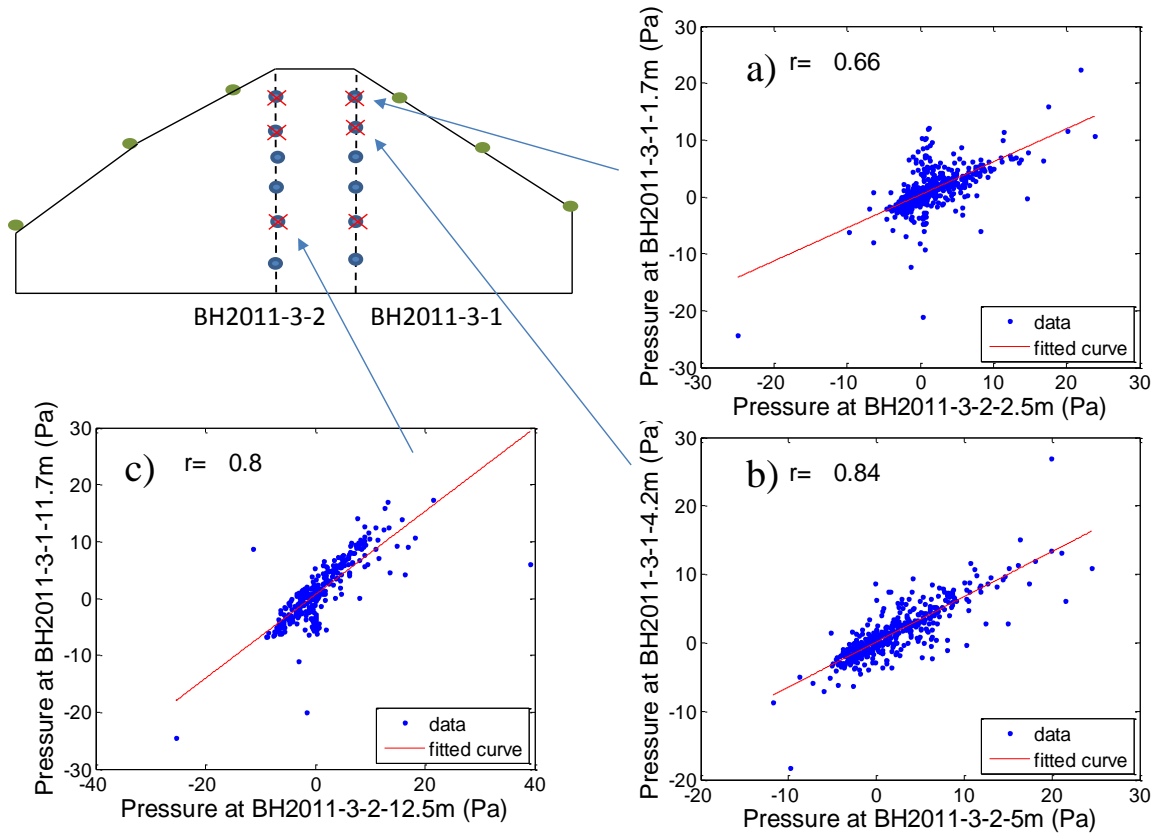 BH2011-3-2
BH2011-3-1
a)
r= 0.66
30
20
10
0
-10
-20
-30
-20
-10
0
10
20
30
Pressure at BH2011-3-1-1.7m (Pa)
Pressure at BH2011-3-2-2.5m (Pa)
data
fitted curve
c)
r= 0.8
30
20
10
0
-10
-20
-30
-40
-20
0
20
40
Pressure at BH2011-3-1-11.7m (Pa)
Pressure at BH2011-3-2-12.5m (Pa)
data
fitted curve
b)
r= 0.84
30
20
10
0
-10
-20
-20
-10
0
10
20
30
Pressure at BH2011-3-1-4.2m (Pa)
Pressure at BH2011-3-2-5m (Pa)
data
fitted curve